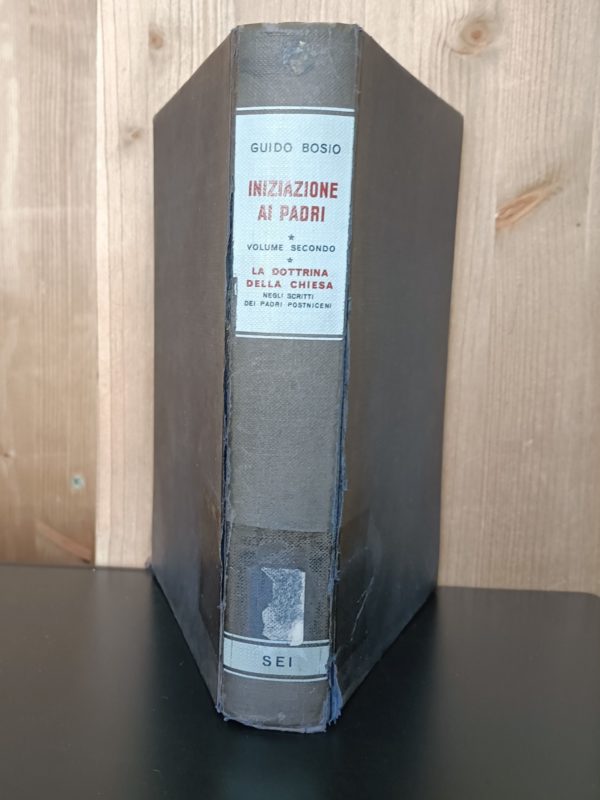 GUIDO BOSIO
INIZIAZIONE
AI PADRI
*
VOLUME SECONDO
*
LA DOTTRINA
DELLA CHIESA
NEGLI SCRITTI
DEI PADRI POSTNICENI
SEI